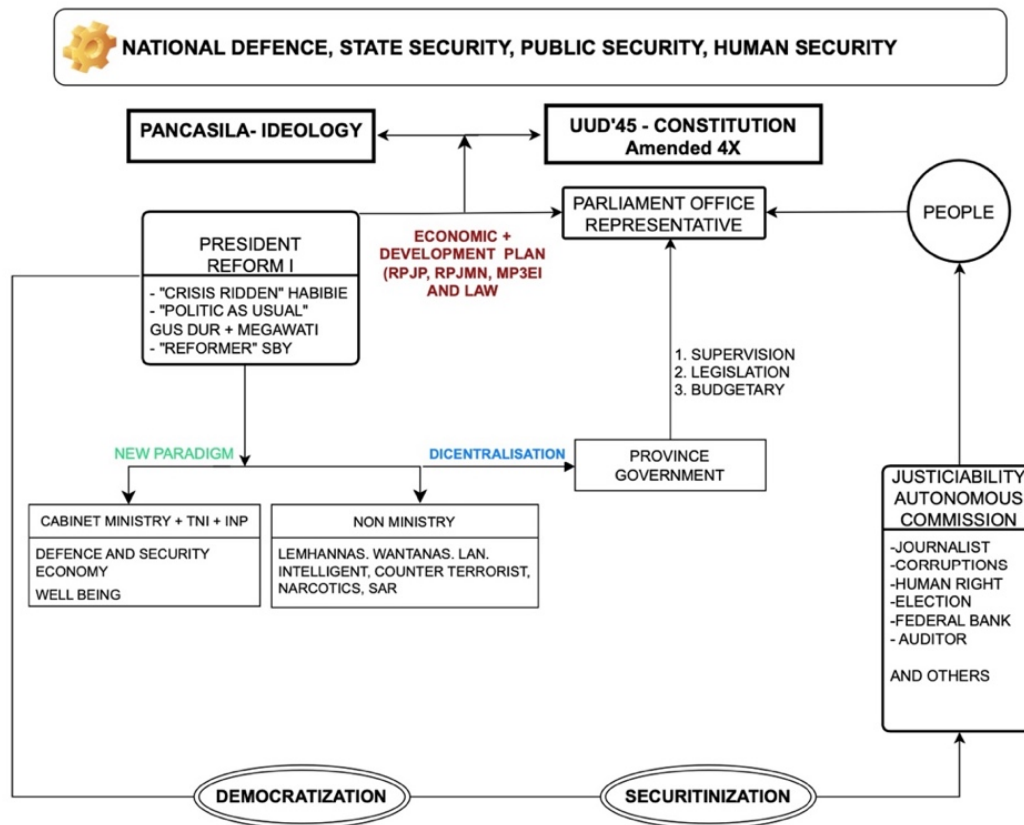 NATIONAL DEFENCE, STATE SECURITY, PUBLIC SECURITY, HUMAN SECURITY
PANCASILA- IDEOLOGY
UUD'45 - CONSTITUTION
Amended 4X
PARLIAMENT OFFICE
REPRESENTATIVE
PEOPLE
PRESIDENT
REFORM I
- "CRISIS RIDDEN" HABIBIE
- "POLITIC AS USUAL"
GUS DUR + MEGAWATI
- "REFORMER" SBY
ECONOMIC +
DEVELOPMENT PLAN
(RPJP, RPJMN, MP3EI
AND LAW
1. SUPERVISION
2. LEGISLATION
3. BUDGETARY
NEW PARADIGM
DICENTRALISATION
PROVINCE
GOVERNMENT
CABINET MINISTRY + TNI + INP
DEFENCE AND SECURITY
ECONOMY
WELL BEING
NON MINISTRY
LEMHANNAS. WANTANAS. LAN.
INTELLIGENT, COUNTER TERRORIST,
NARCOTICS, SAR
JUSTICIABILITY
AUTONOMOUS
COMMISSION
-JOURNALIST
-CORRUPTIONS
-HUMAN RIGHT
-ELECTION
-FEDERAL BANK
- AUDITOR
AND OTHERS
DEMOCRATIZATION
SECURITINIZATION